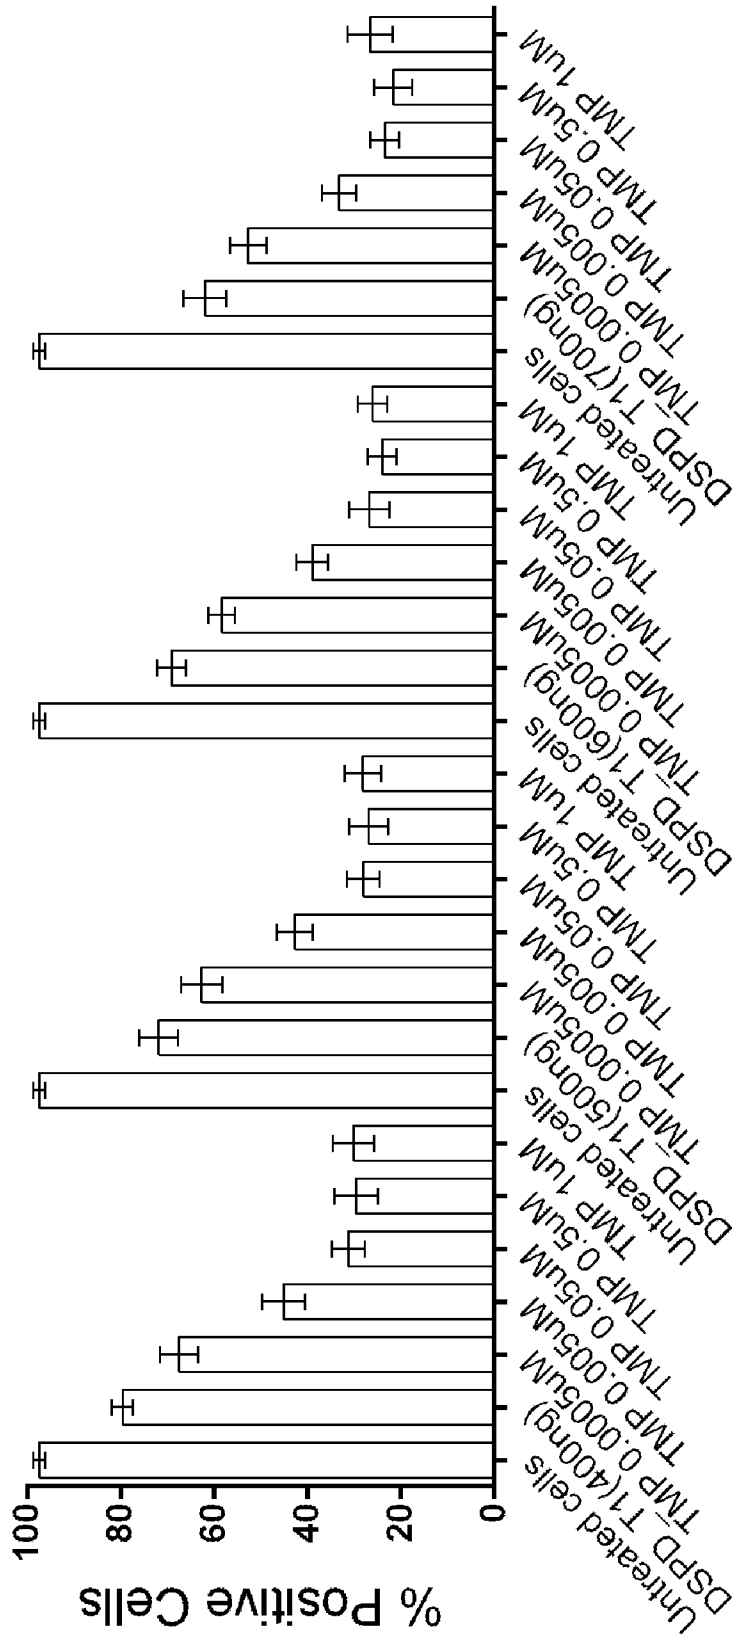 % Positive Cells
100
80
60
40
20
0
Untreated cells
DSPD_T1(400ng)
TMP 0.0005uM
TMP 0.005uM
TMP 0.05uM
TMP 0.5uM
TMP 1uM
Untreated cells
DSPD_T1(500ng)
TMP 0.0005uM
TMP 0.005uM
TMP 0.05uM
TMP 0.5uM
TMP 1uM
Untreated cells
DSPD_T1(600ng)
TMP 0.0005uM
TMP 0.005uM
TMP 0.05uM
TMP 0.5uM
TMP 1uM
Untreated cells
DSPD_T1(700ng)
TMP 0.0005uM
TMP 0.005uM
TMP 0.05uM
TMP 0.5uM
TMP 1uM